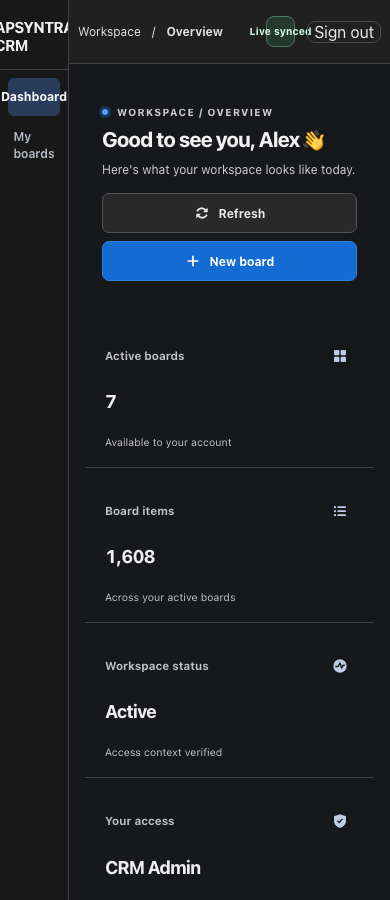 APSYNTRA
CRM
Workspace / Overview
Live synced
Sign out
Dashboard
My
boards
WORKSPACE / OVERVIEW
Good to see you, Alex 👋
Here's what your workspace looks like today.
Refresh
New board
Active boards
7
Available to your account
Board items
1,608
Across your active boards
Workspace status
Active
Access context verified
Your access
CRM Admin